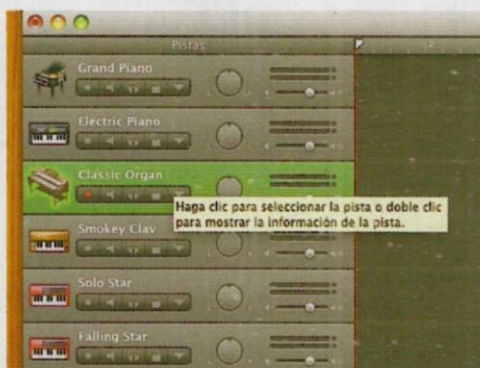 Pistas
2
Grand Piano
Electric Piano
Classic Organ
Haga clic para seleccionar la pista o doble clic
para mostrar la información de la pista.
Smokey Clav
Solo Star
Falling Star